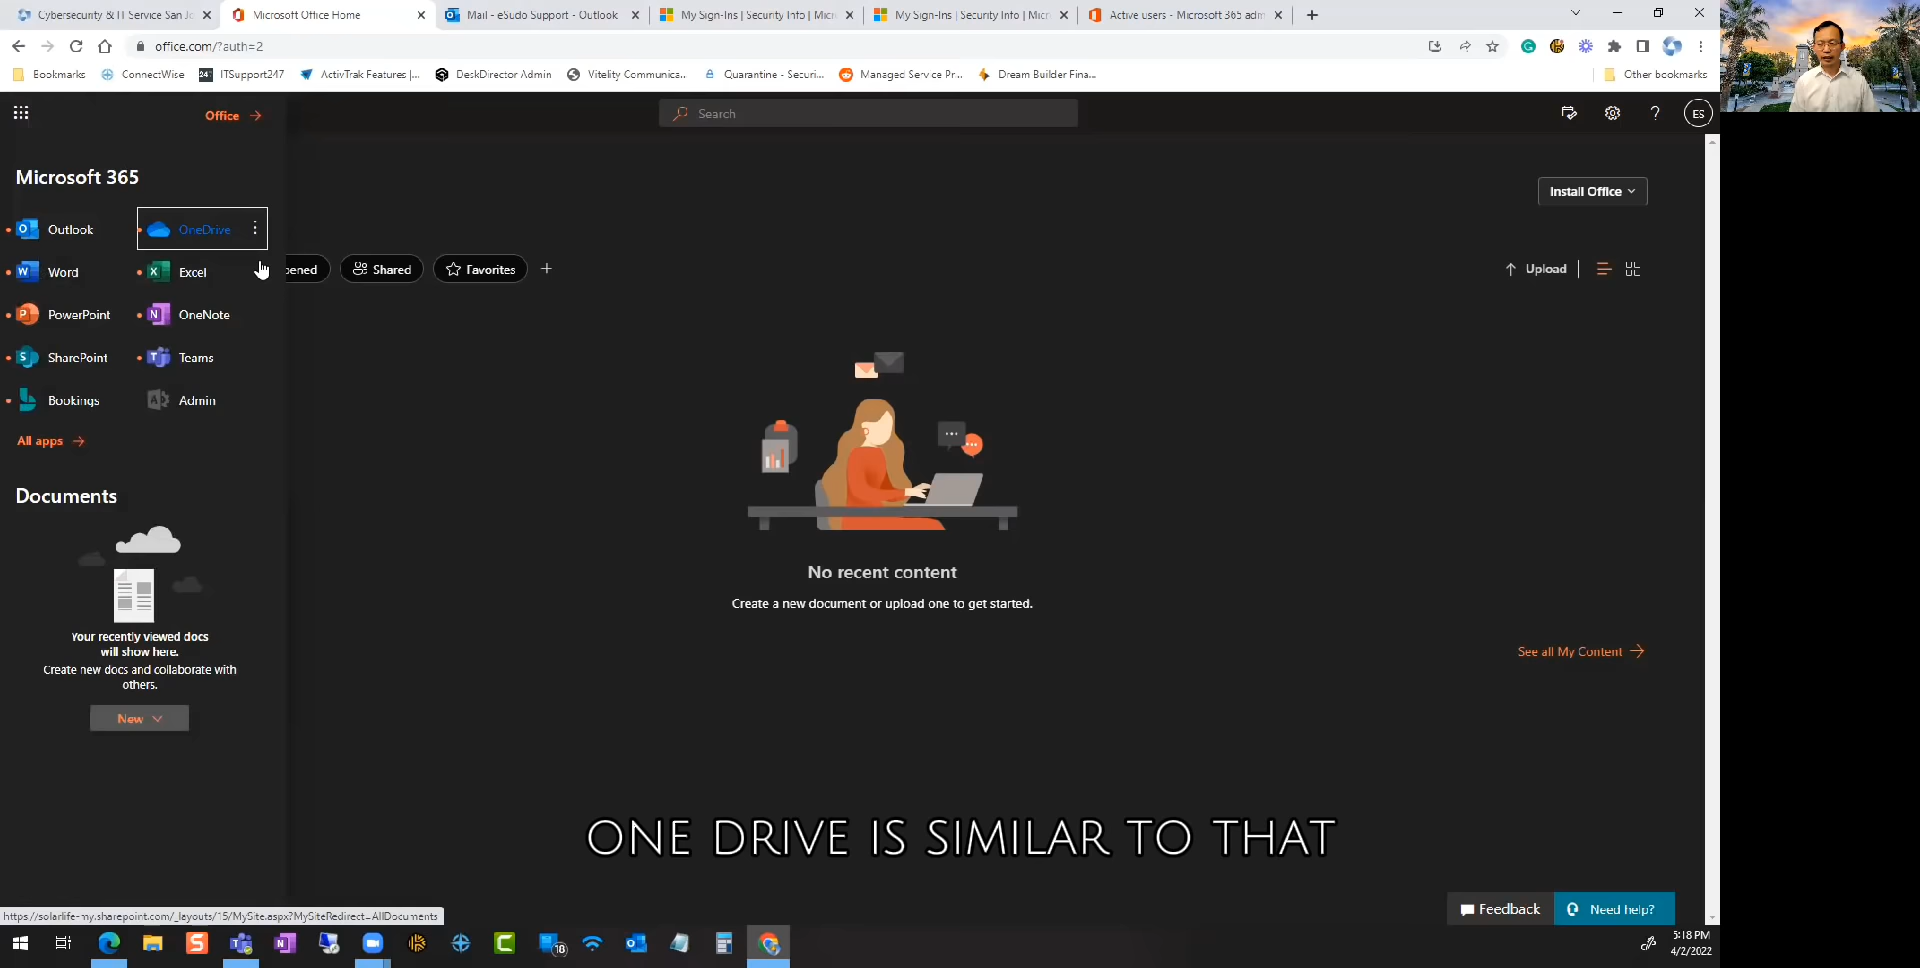 Cybersecurity & IT Service San Jo
Microsoft Office Home
Mail - eSudo Support - Outlook
My Sign-Ins | Security Info | Micr
My Sign-Ins | Security Info | Micr
Active users - Microsoft 365 adm
office.com/?auth=2
Bookmarks
ConnectWise
ITSupport247
ActivTrak Features |...
DeskDirector Admin
Vitelity Communica...
Quarantine - Securi...
Managed Service Pr...
Dream Builder Fina...
Other bookmarks
Office
Search
ES
Microsoft 365
Install Office
Outlook
OneDrive
Word
Excel
pened
Shared
Favorites
Upload
PowerPoint
OneNote
SharePoint
Teams
Bookings
Admin
All apps
Documents
No recent content
Create a new document or upload one to get started.
Your recently viewed docs
will show here.
Create new docs and collaborate with
others.
See all My Content
New
ONE DRIVE IS SIMILAR TO THAT
Feedback
Need help?
https://solarlife-my.sharepoint.com/_layouts/15/MySite.aspx?MySiteRedirect=AllDocuments
18
5:18 PM
4/2/2022